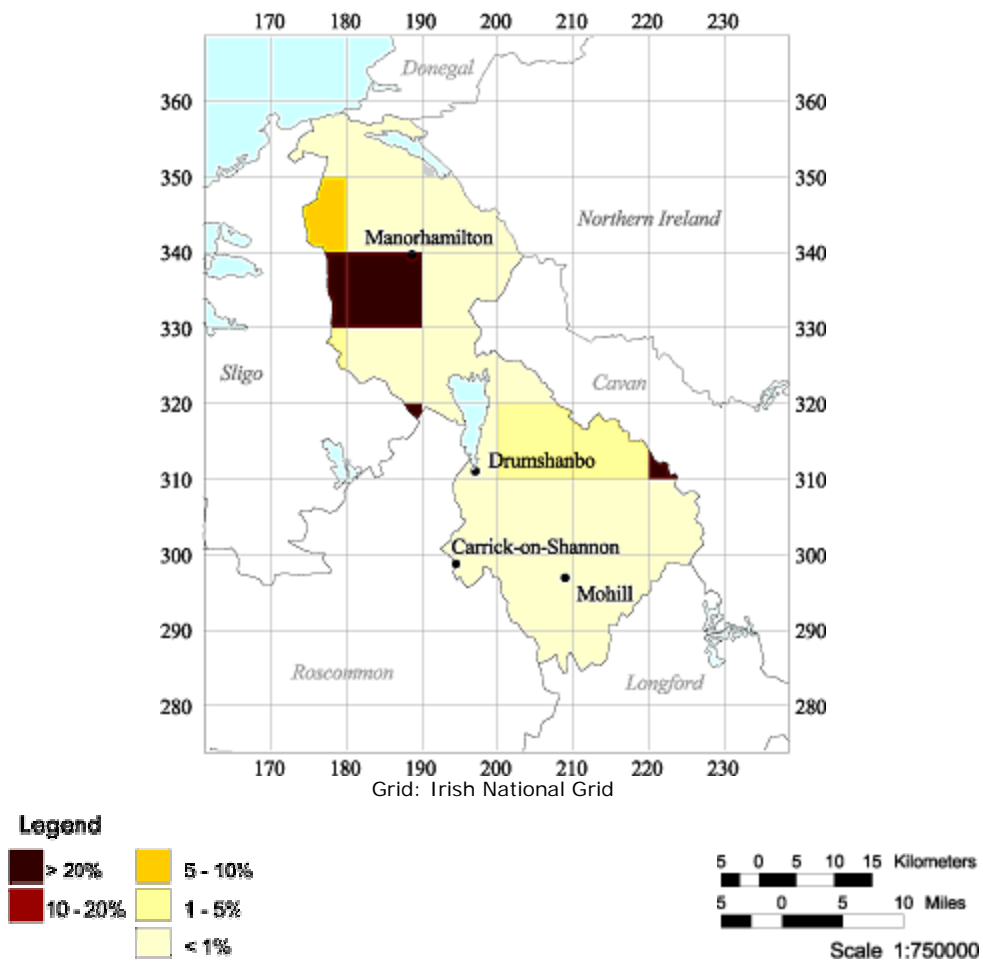 170 180 190 200 210 220 230
Donegal
360 360
350 350
Northern Ireland
Manorhamilton
340 340
330 330
Sligo
Cavan
320 320
Drumshanbo
310 310
Carrick-on-Shannon
300 300
Mohill
290 290
Roscommon Longford
280 280
170 180 190 200 210 220 230
Grid: Irish National Grid
Legend
> 20% 5 - 10%
10 - 20% 1 - 5%
< 1%
5 0 5 10 15 Kilometers
5 0 5 10 Miles
Scale 1:750000